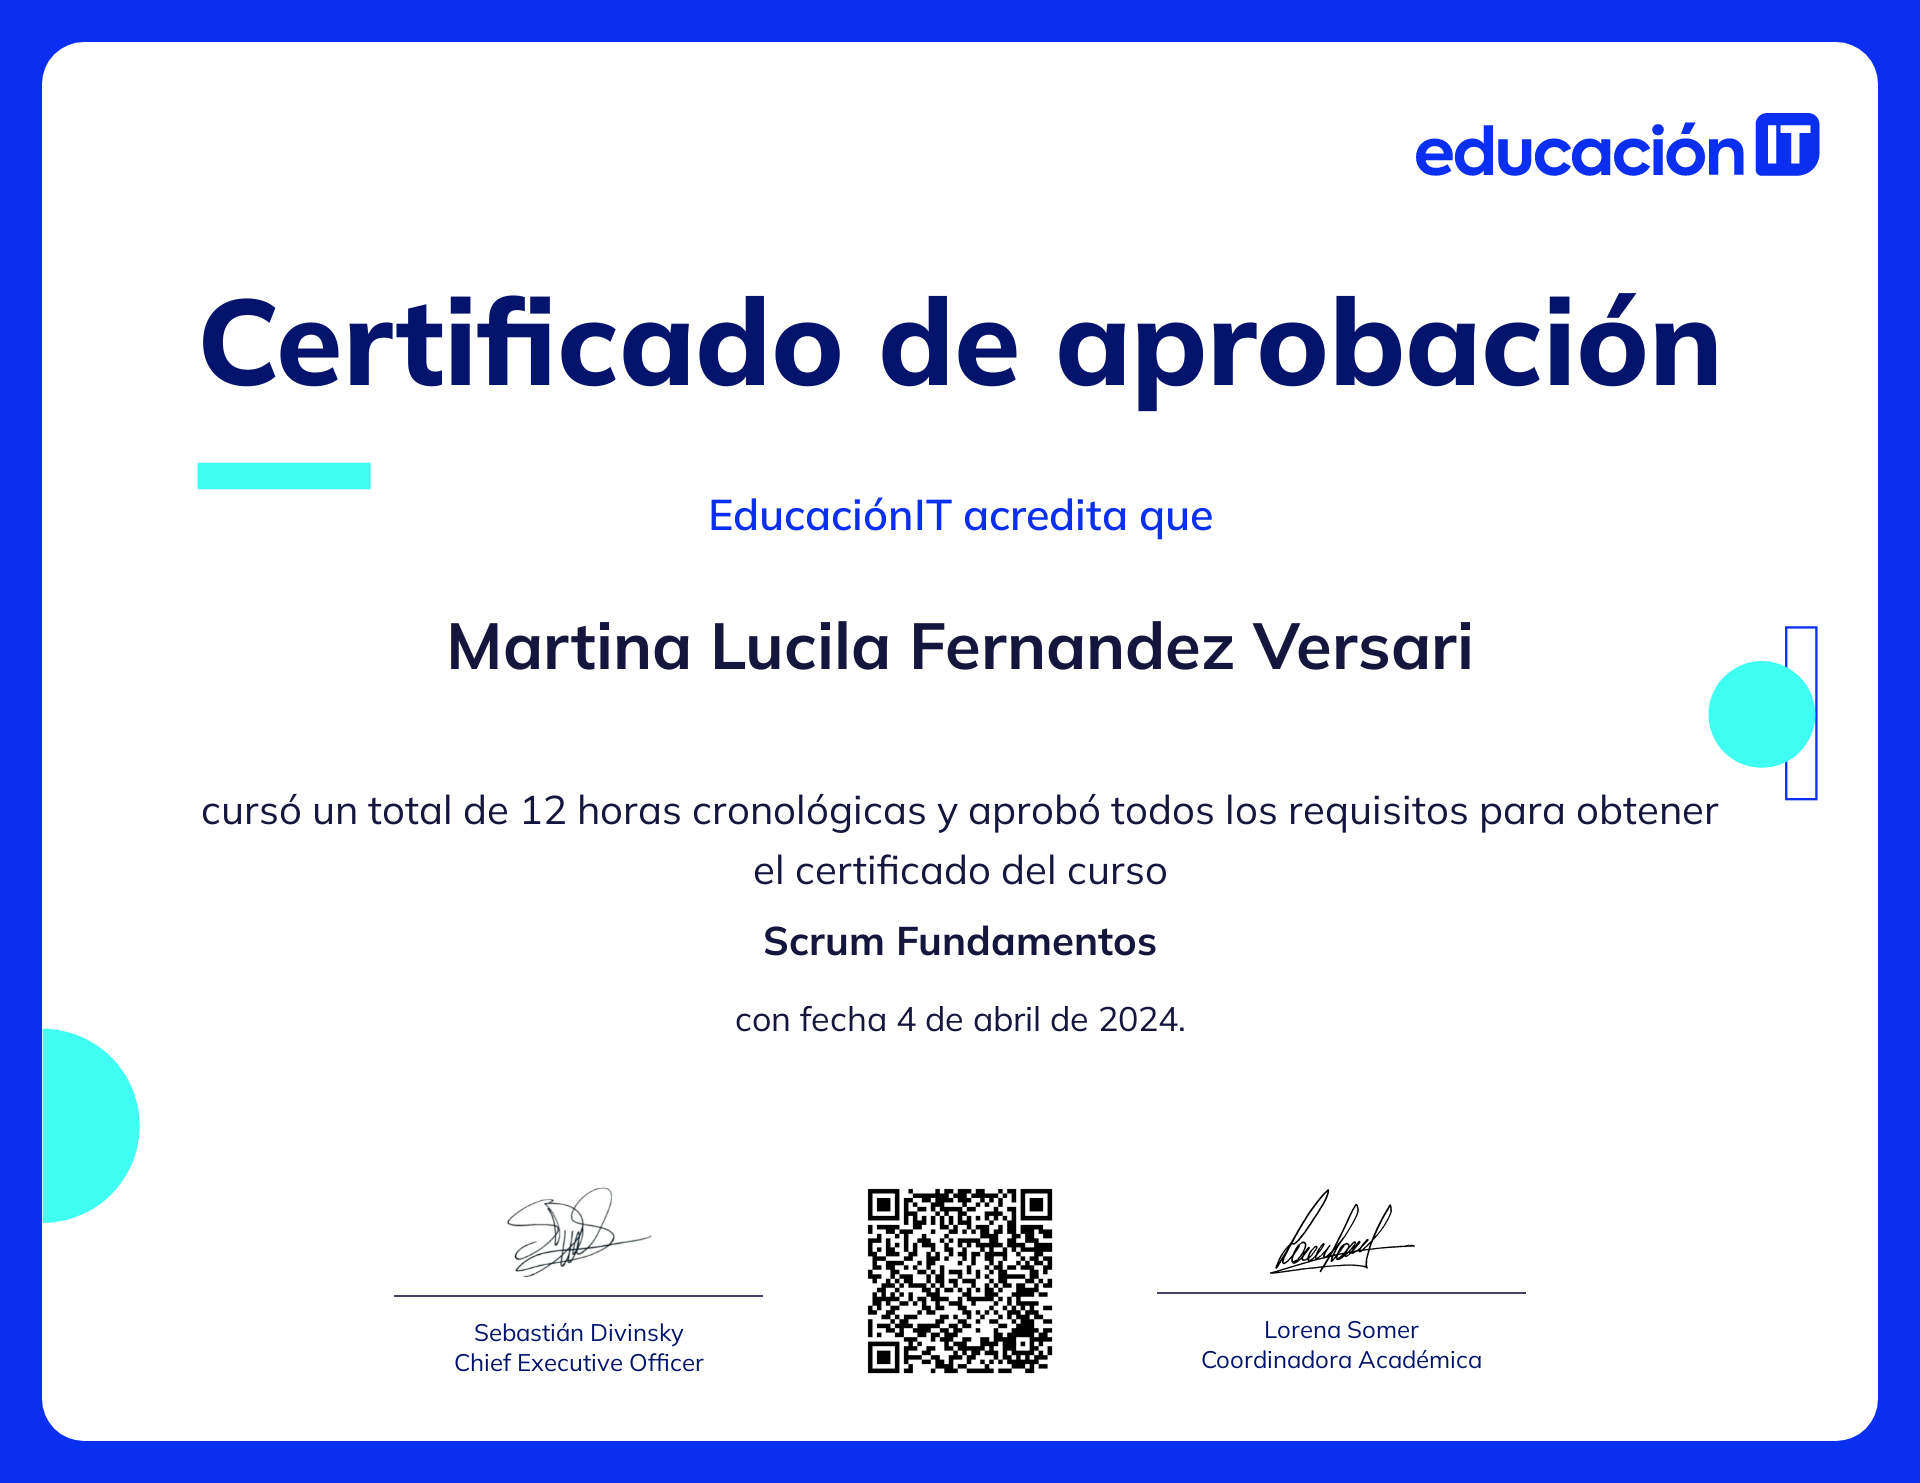 educación IT
Certificado de aprobación
EducaciónIT acredita que
Martina Lucila Fernandez Versari
cursó un total de 12 horas cronológicas y aprobó todos los requisitos para obtener
el certificado del curso
Scrum Fundamentos
con fecha 4 de abril de 2024.
Sebastián Divinsky
Chief Executive Officer
Lorena Somer
Coordinadora Académica